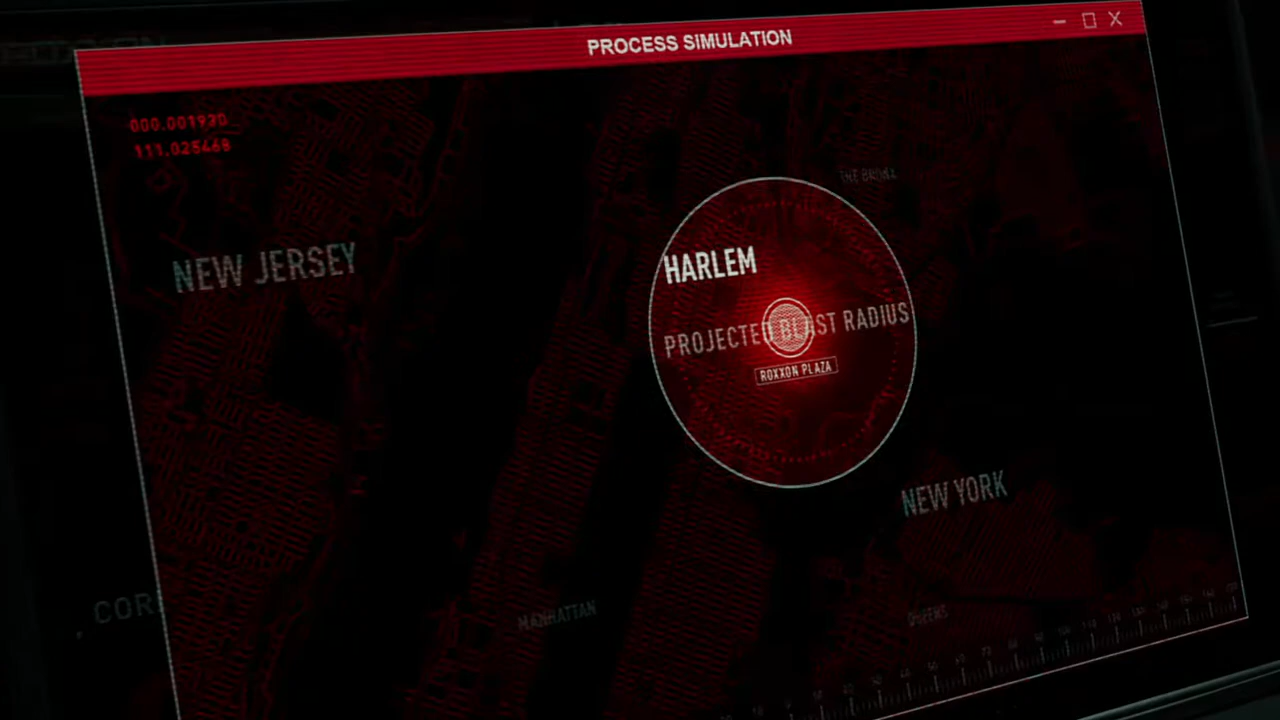 PROCESS SIMULATION
000.001930
111.025468
THE BRONX
NEW JERSEY
HARLEM
PROJECTED BLAST RADIUS
ROXXON PLAZA
NEW YORK
MANHATTAN
QUEENS